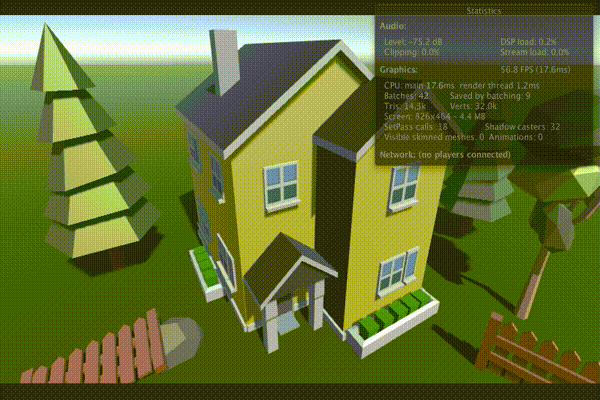 Statistics
Audio:
Level: -75.2 dB DSP load: 0.2%
Clipping: 0.0% Stream load: 0.0%
Graphics: 56.8 FPS (17.6ms)
CPU: main 17.6ms render thread 1.2ms
Batches: 42 Saved by batching: 9
Tris: 14.3k Verts: 32.0k
Screen: 826x464 - 4.4 MB
SetPass calls: 18 Shadow casters: 32
Visible skinned meshes: 0 Animations: 0
Network: (no players connected)